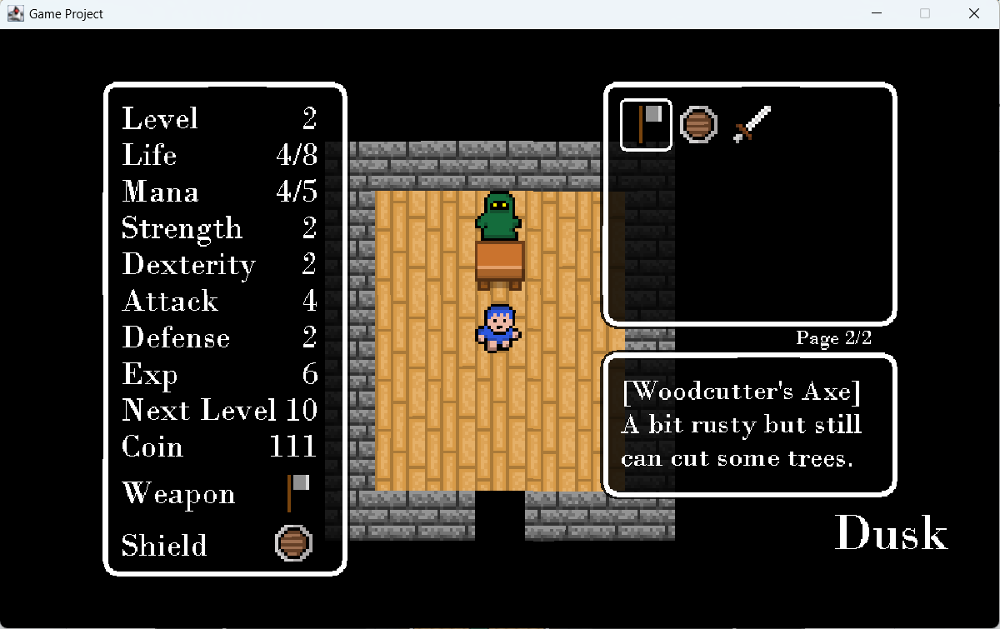 Game Project
Level 2
Life 4/8
Mana 4/5
Strength 2
Dexterity 2
Attack 4
Defense 2
Exp 6
Next Level 10
Coin 111
Weapon
Shield
Page 2/2
[Woodcutter's Axe]
A bit rusty but still
can cut some trees.
Dusk